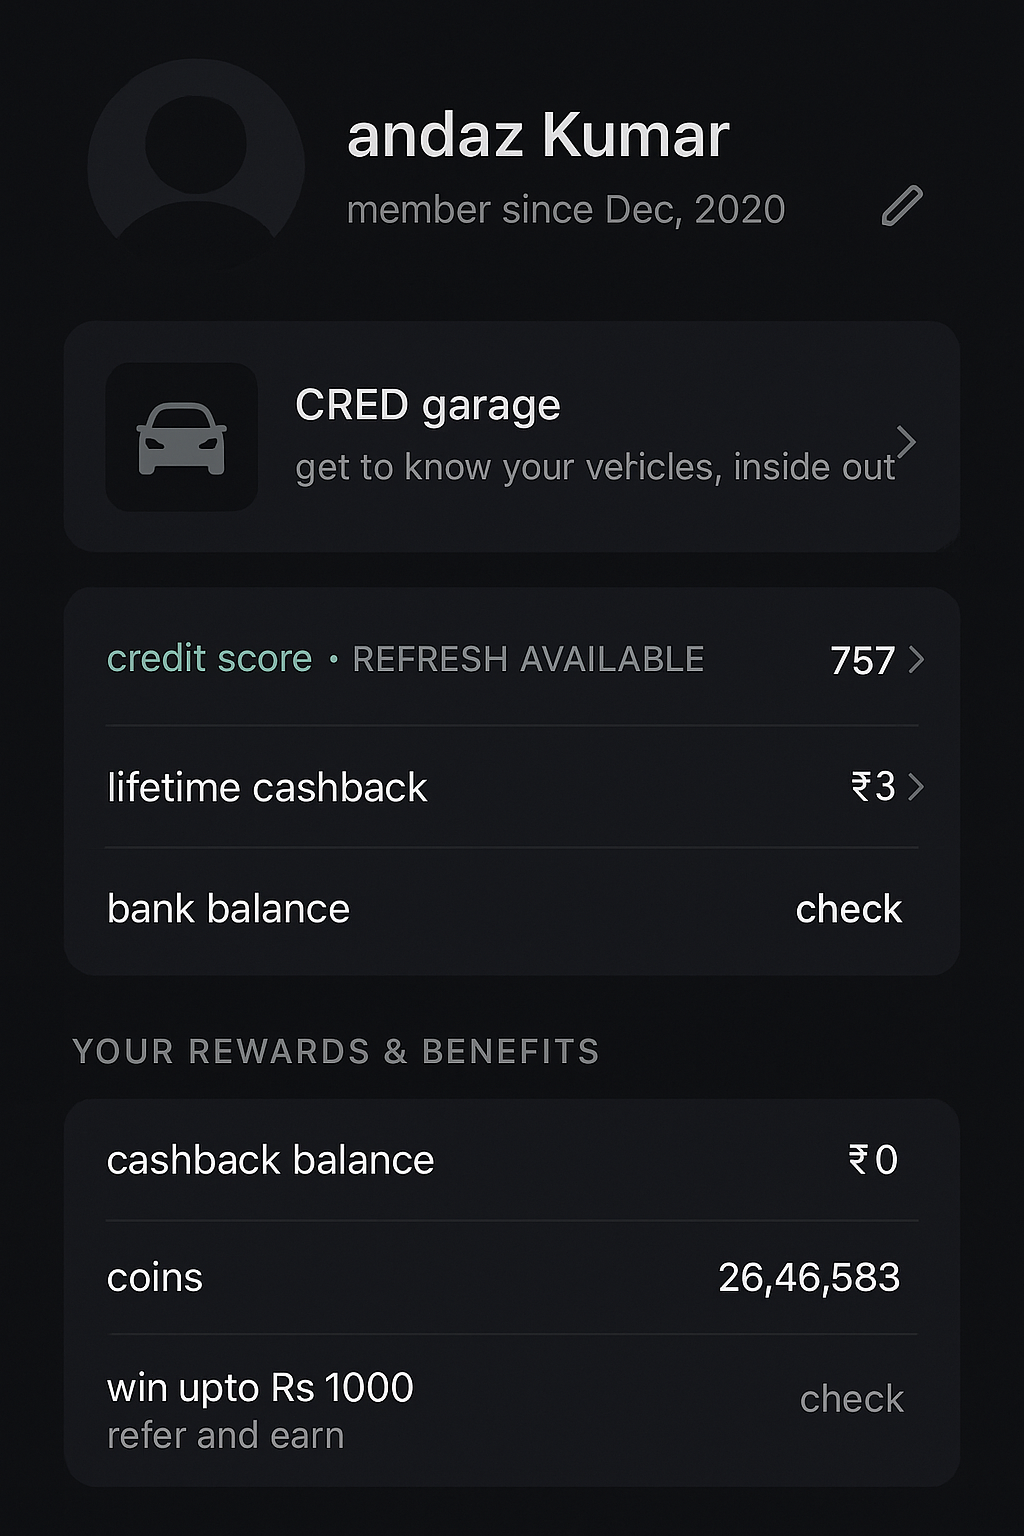 andaz Kumar
member since Dec, 2020
CRED garage
get to know your vehicles, inside out
credit score • REFRESH AVAILABLE 757
lifetime cashback ₹3
bank balance check
YOUR REWARDS & BENEFITS
cashback balance ₹0
coins 26,46,583
win upto Rs 1000
check
refer and earn